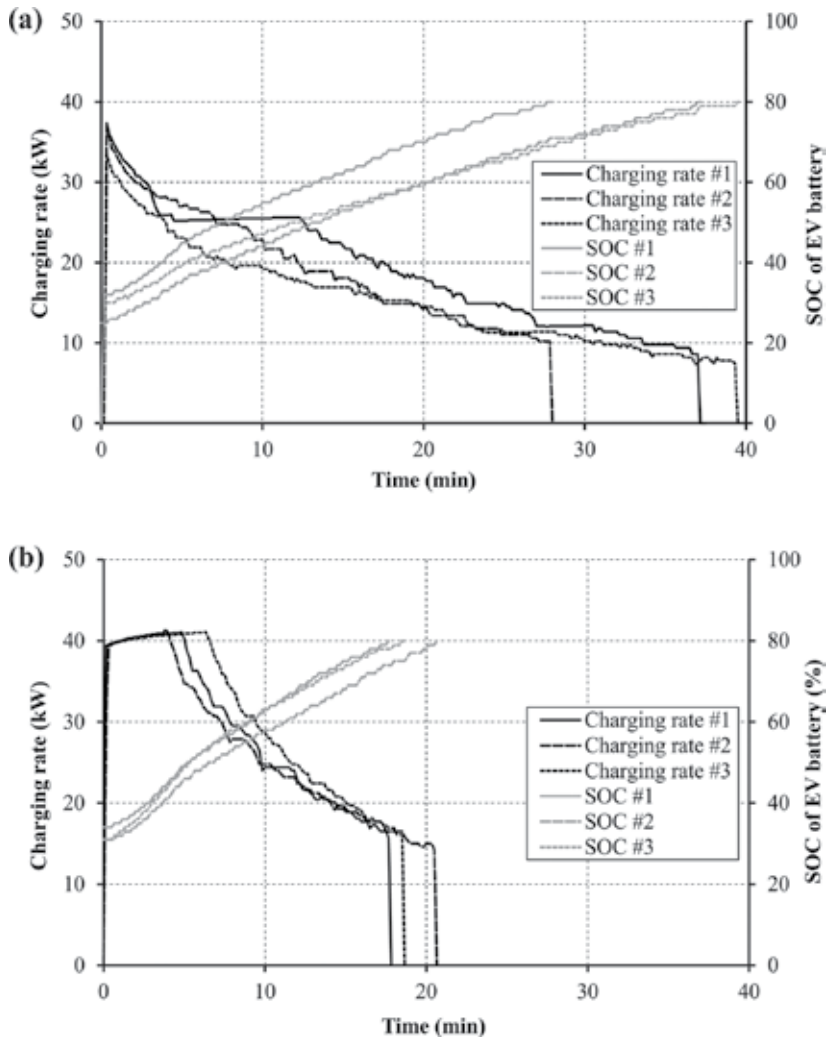 (a)
50
40
30
20
10
0
Charging rate (kW)
100
80
60
40
20
0
SOC of EV battery
Charging rate #1
Charging rate #2
Charging rate #3
SOC #1
SOC #2
SOC #3
0
10
20
30
40
Time (min)
(b)
50
40
30
20
10
0
Charging rate (kW)
100
80
60
40
20
0
SOC of EV battery (%)
Charging rate #1
Charging rate #2
Charging rate #3
SOC #1
SOC #2
SOC #3
0
10
20
30
40
Time (min)